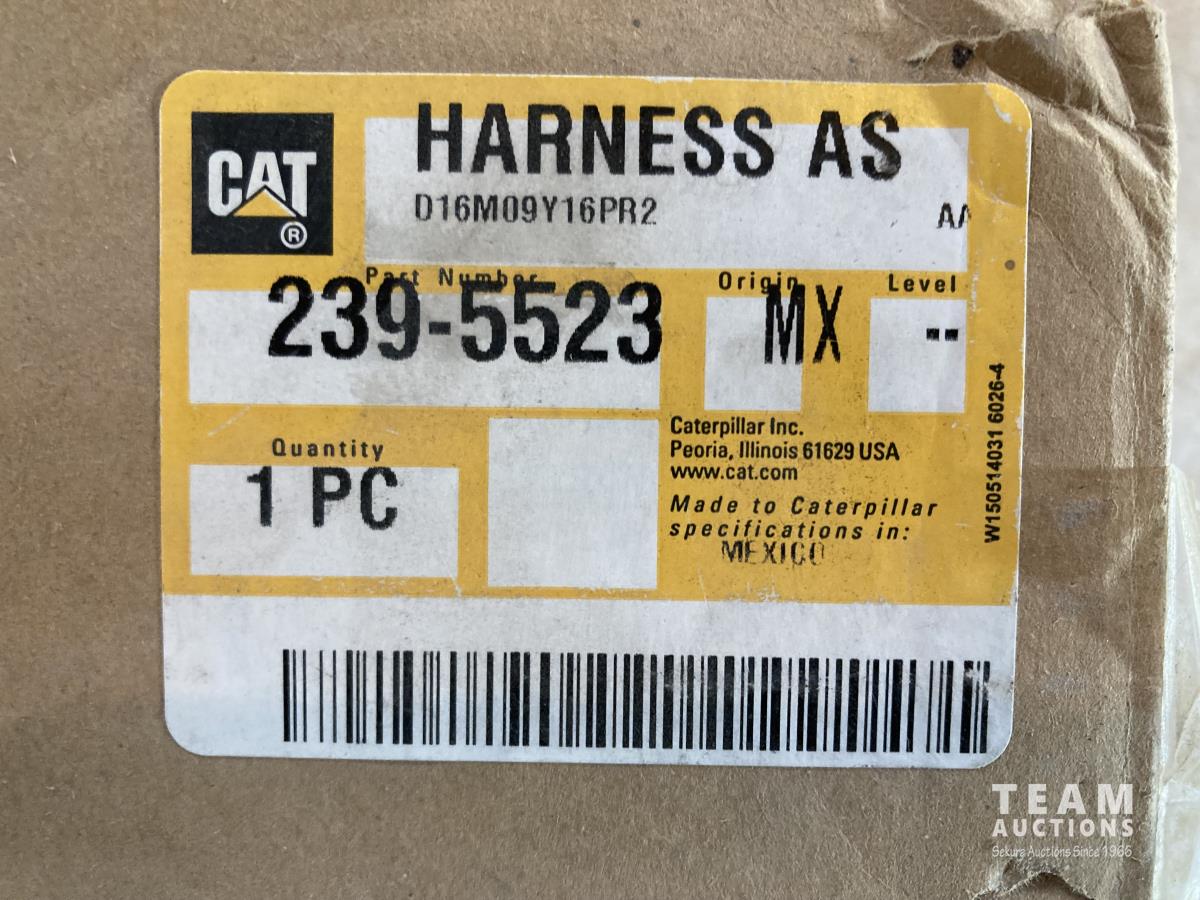 CAT
®
HARNESS AS
D16M09Y16PR2
Part Number
Origin
Level
239-5523
MX
--
Quantity
1 PC
Caterpillar Inc.
Peoria, Illinois 61629 USA
www.cat.com
Made to Caterpillar
specifications in:
MEXICO
W150514031 6026-4
TEAM
AUCTIONS
Sekura Auctions Since 1966